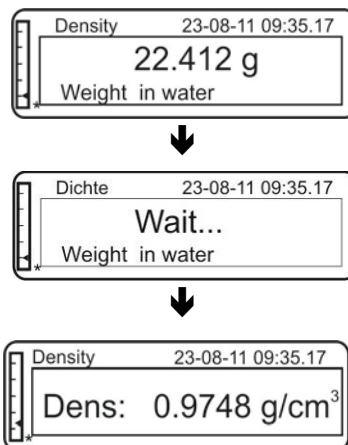 Density 23-08-11 09:35.17
22.412 g
Weight in water
*
Dichte 23-08-11 09:35.17
Wait...
Weight in water
*
Density 23-08-11 09:35.17
Dens: 0.9748 g/cm³
*